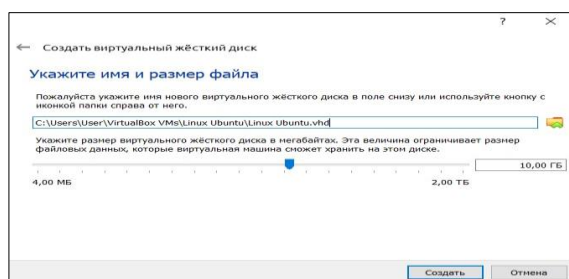 ?
Создать виртуальный жёсткий диск
Укажите имя и размер файла
Пожалуйста укажите имя нового виртуального жёсткого диска в поле снизу или используйте кнопку с
иконкой папки справа от него.
C:\Users\User\VirtualBox VMs\Linux Ubuntu\Linux Ubuntu.vhd
Укажите размер виртуального жёсткого диска в мегабайтах. Эта величина ограничивает размер
файловых данных, которые виртуальная машина сможет хранить на этом диске.
10,00 ГБ
4,00 МБ 2,00 ТБ
Создать Отмена